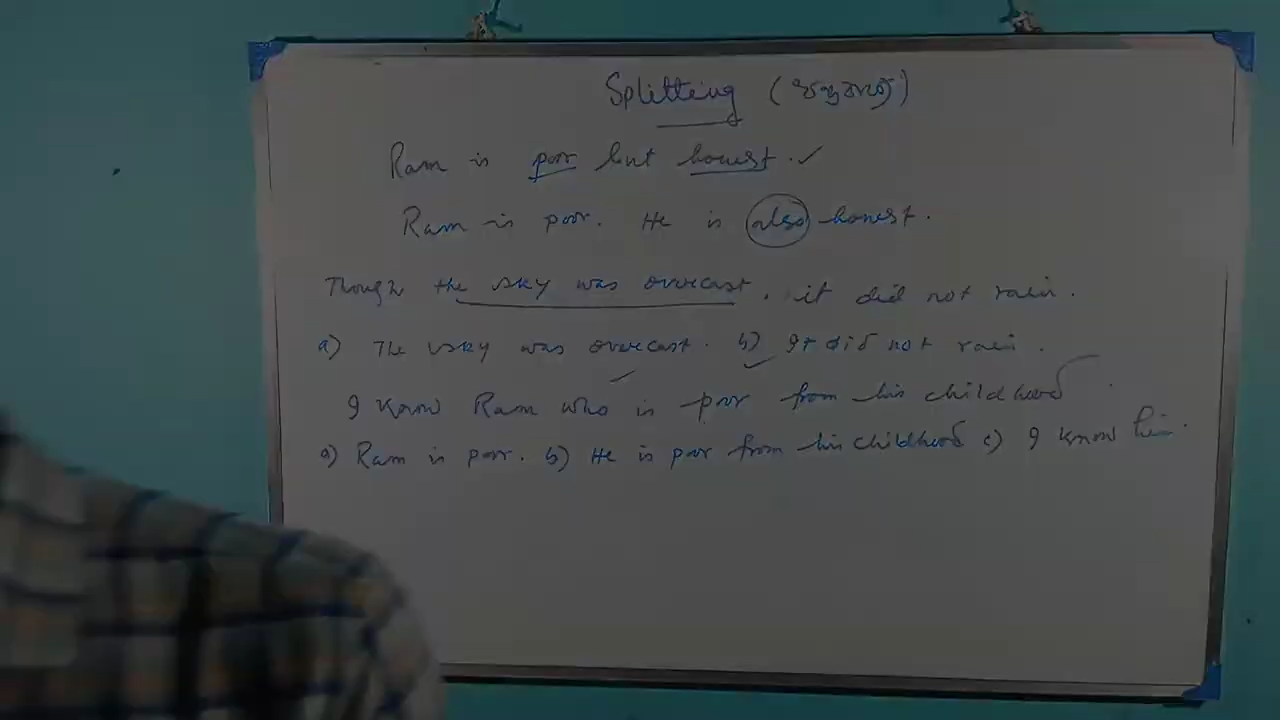 Splitting
Ram is poor but honest. ✓
Ram is poor. He is also honest.
Though the sky was overcast, it did not rain.
a) The sky was overcast. b) It did not rain.
I know Ram who is poor from his childhood
a) Ram is poor. b) He is poor from his childhood c) I know him.